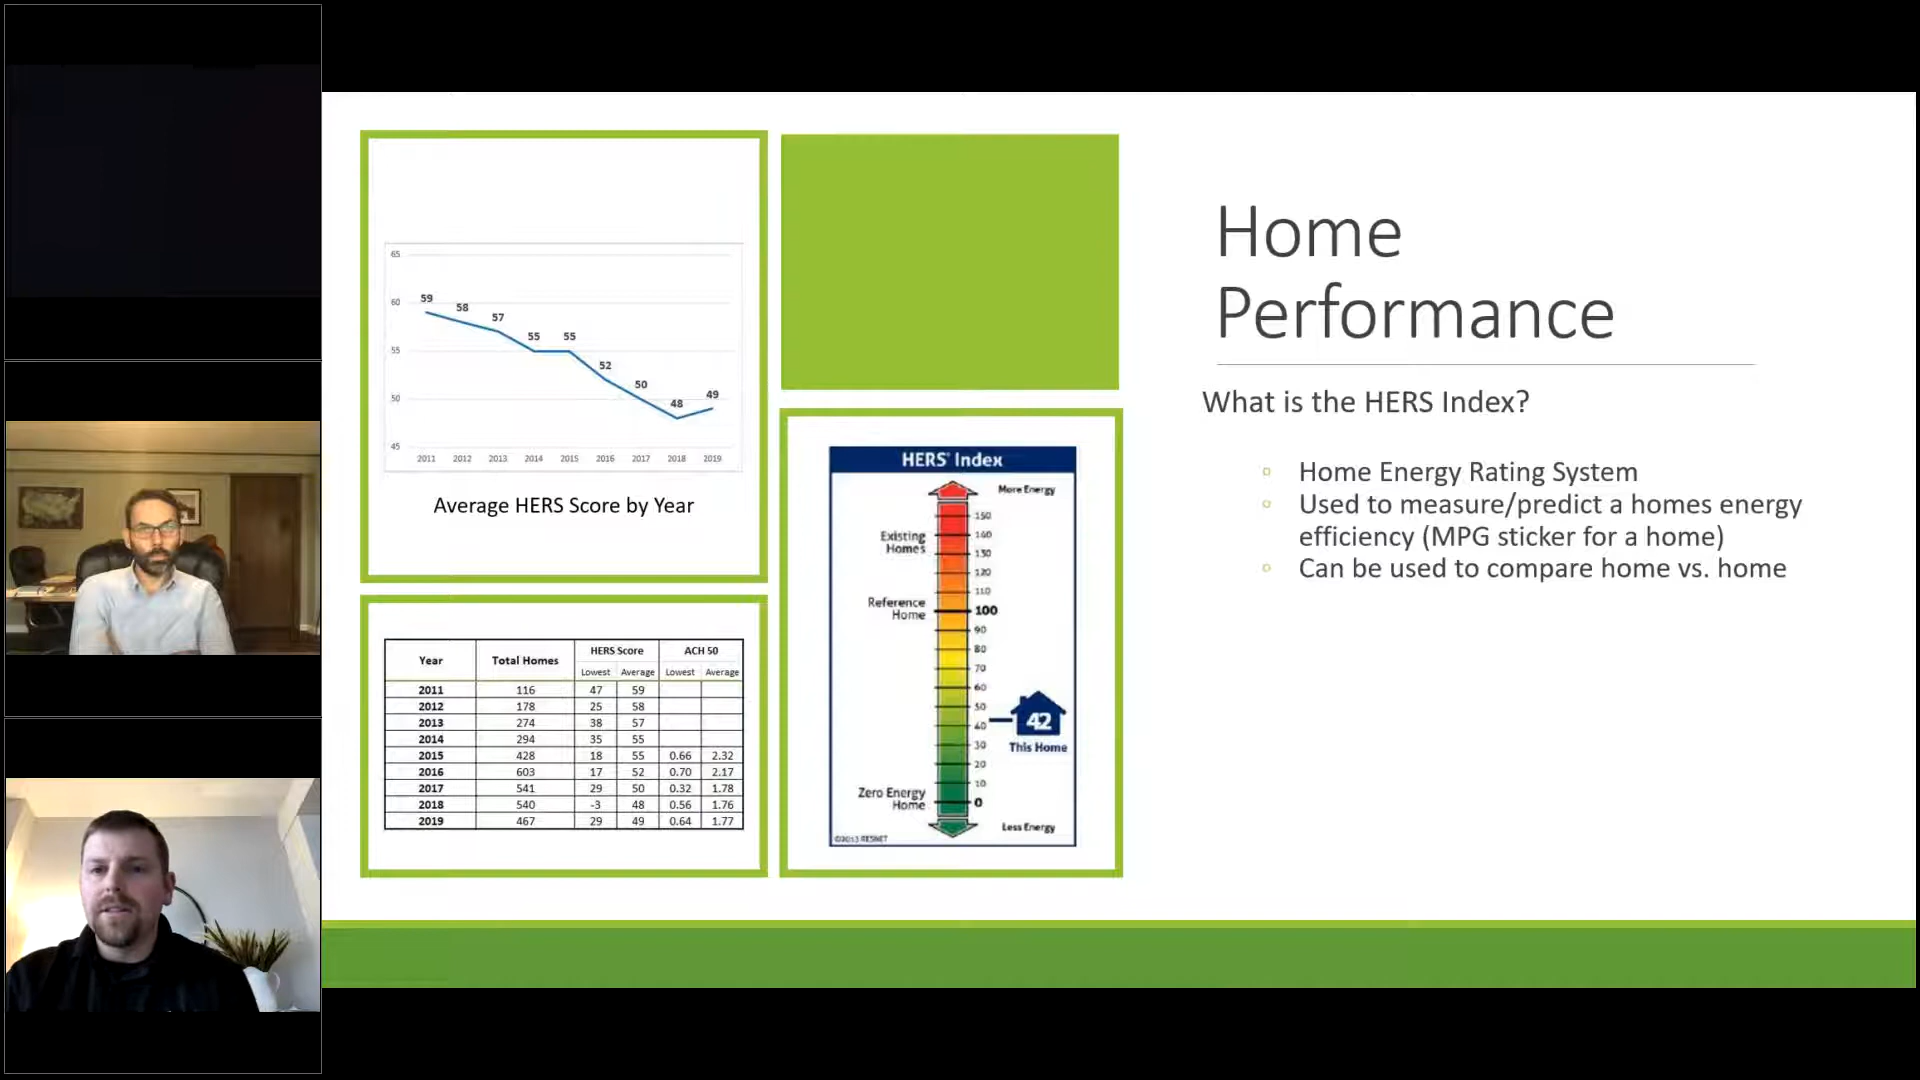 Home
Performance
What is the HERS Index?
Home Energy Rating System
Used to measure/predict a homes energy
efficiency (MPG sticker for a home)
Can be used to compare home vs. home
65
60
55
50
45
59
58
57
55
55
52
50
48
49
2011 2012 2013 2014 2015 2016 2017 2018 2019
Average HERS Score by Year
Year Total Homes HERS Score ACH 50
Lowest Average Lowest Average
2011 116 47 59
2012 178 25 58
2013 274 38 57
2014 294 35 55
2015 428 18 55 0.66 2.32
2016 603 17 52 0.70 2.17
2017 541 29 50 0.32 1.78
2018 540 -3 48 0.56 1.76
2019 467 29 49 0.64 1.77
HERS® Index
More Energy
150
Existing
Homes
140
130
120
110
Reference
Home
100
90
80
70
60
50
40
42
This Home
30
20
10
Zero Energy
Home
0
Less Energy
©2013 RESNET